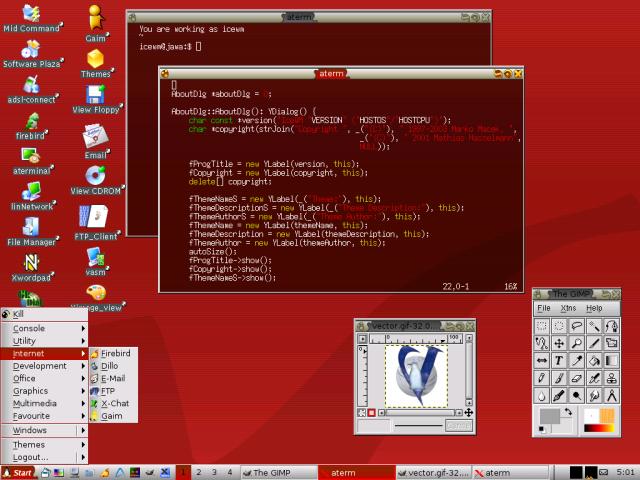 Mid Command
Gaim
Software Plaza
Themes
adsl-connect
View Floppy
firebird
Email
aterminal
View CDROM
linNetwork
FTP_Client
File Manager
vasm
Xwordpad
Ximage_view
aterm
You are working as icewm
~
icewm@jawa:$
aterm
AboutDlg *aboutDlg = 0;
AboutDlg::AboutDlg(): YDialog() {
char const *version("IceWM "VERSION" ("HOSTOS"/"HOSTCPU")");
char *copyright(strJoin("Copyright ", _("(C)"), " 1997-2003 Marko Macek, ",
_("(C)"), " 2001 Mathias Hasselmann",
NULL));
fProgTitle = new YLabel(version, this);
fCopyright = new YLabel(copyright, this);
delete[] copyright;
fThemeNameS = new YLabel(_("Theme:"), this);
fThemeDescriptionS = new YLabel(_("Theme Description:"), this);
fThemeAuthorS = new YLabel(_("Theme Author:"), this);
fThemeName = new YLabel(themeName, this);
fThemeDescription = new YLabel(themeDescription, this);
fThemeAuthor = new YLabel(themeAuthor, this);
autoSize();
fProgTitle->show();
fCopyright->show();
fThemeNameS->show();
22,0-1 16%
The GIMP
File Xtns Help
vector.gif-32.0...
0 100
0
Cancel
Kill
Console
Utility
Internet
Development
Office
Graphics
Multimedia
Favourite
Windows
Themes
Logout...
Firebird
Dillo
E-Mail
FTP
X-Chat
Gaim
Start
1 2 3 4
The GIMP
aterm
vector.gif-32....
aterm
5:01